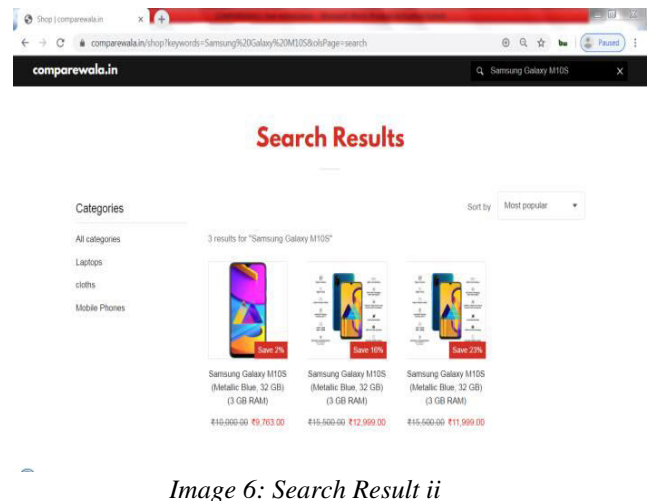 Shop | comparewala.in
comparewala.in/shop?keywords=Samsung%20Galaxy%20M10S&olsPage=search
Paused
comparewala.in
Samsung Galaxy M10S X
Search Results
Categories
Sort by Most popular
All categories
3 results for "Samsung Galaxy M10S"
Laptops
cloths
Mobile Phones
Save 2% Save 16% Save 23%
Samsung Galaxy M10S Samsung Galaxy M10S Samsung Galaxy M10S
(Metallic Blue, 32 GB) (Metallic Blue, 32 GB) (Metallic Blue, 32 GB)
(3 GB RAM) (3 GB RAM) (3 GB RAM)
₹10,000.00 ₹9,763.00 ₹15,500.00 ₹12,999.00 ₹15,500.00 ₹11,999.00
Image 6: Search Result ii